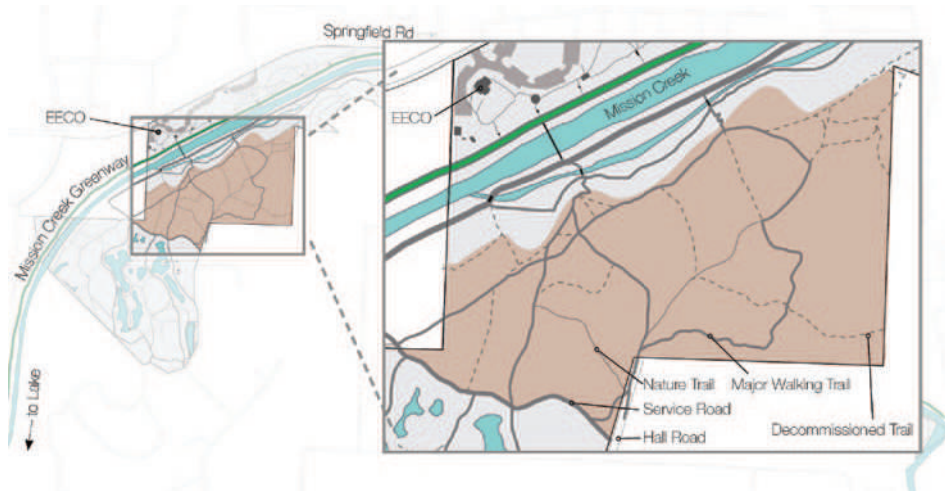 Springfield Rd
EECO
EECO
Mission Creek
Mission Creek Greenway
Nature Trail
Major Walking Trail
Service Road
Decommissioned Trail
Hall Road
← to Lake